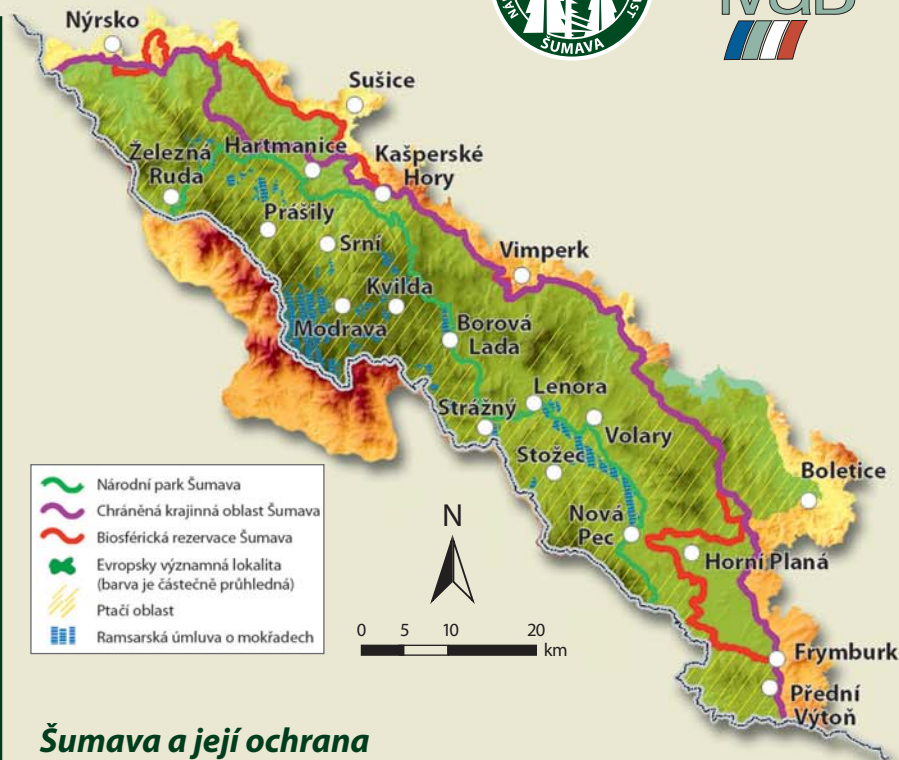 Nýrsko
ŠUMAVA
Sušice
Železná
Ruda
Hartmanice
Kašperské
Hory
Prášily
Srní
Vimperk
Kvilda
Modrava
Borová
Lada
Lenora
Strážný
Volary
Stožec
Boletice
Nová
Pec
Horní Planá
Frymburk
Přední
Výtoň
Národní park Šumava
Chráněná krajinná oblast Šumava
Biosférická rezervace Šumava
Evropsky významná lokalita
(barva je částečně průhledná)
Ptačí oblast
Ramsarská úmluva o mokřadech
N
0 5 10 20
km
Šumava a její ochrana